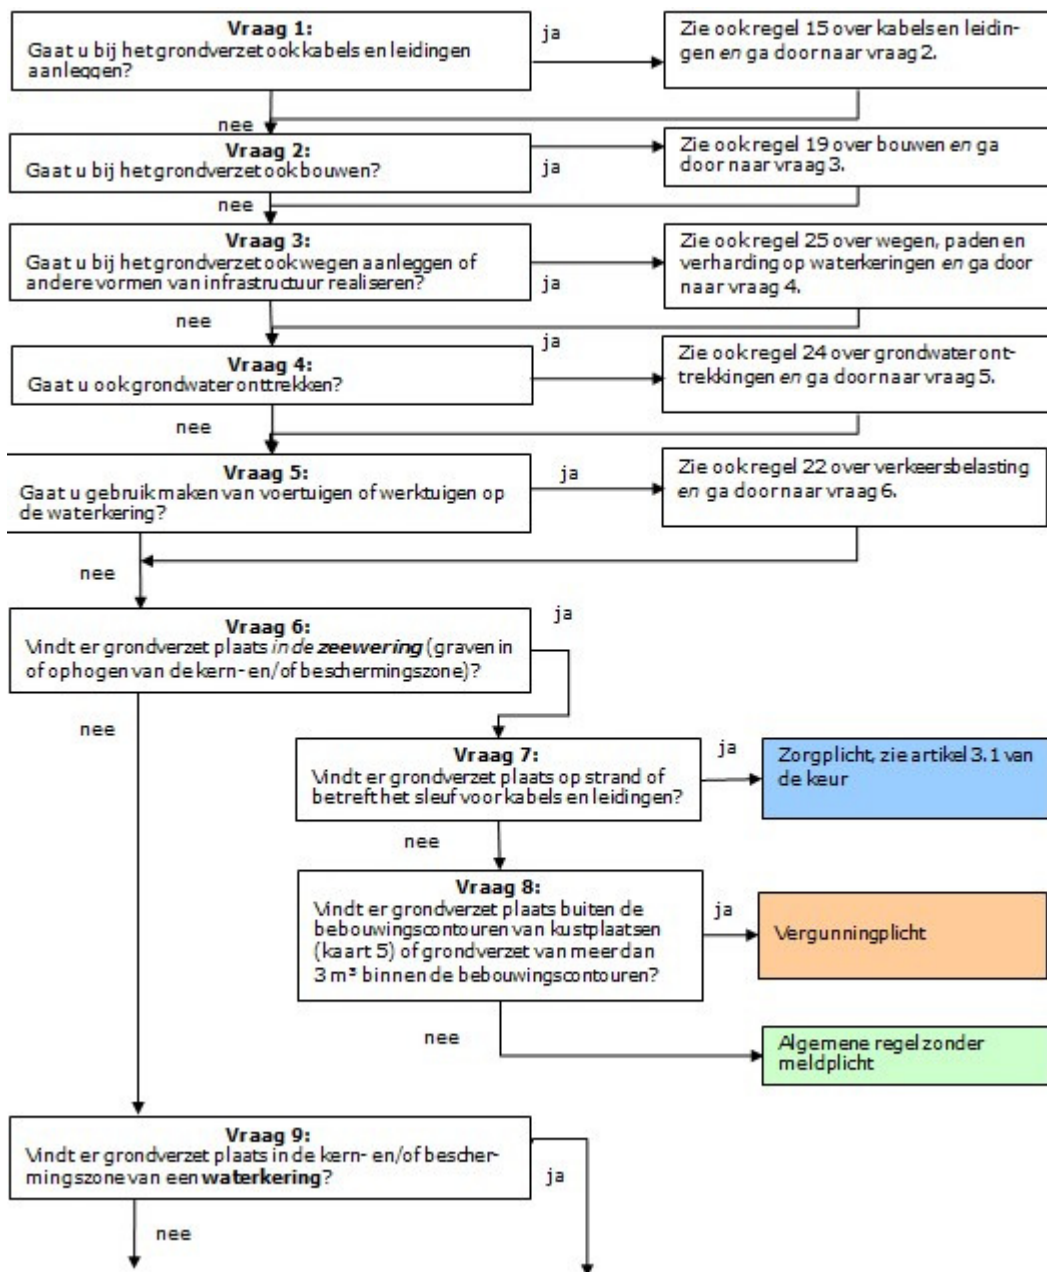 Vraag 1:
Gaat u bij het grondverzet ook kabels en leidingen
aanleggen?
ja
Zie ook regel 15 over kabels en leidin-
gen en ga door naar vraag 2.
nee
Vraag 2:
Gaat u bij het grondverzet ook bouwen?
ja
Zie ook regel 19 over bouwen en ga
door naar vraag 3.
nee
Vraag 3:
Gaat u bij het grondverzet ook wegen aanleggen of
andere vormen van infrastructuur realiseren?
ja
Zie ook regel 25 over wegen, paden en
verharding op waterkeringen en ga door
naar vraag 4.
nee
Vraag 4:
Gaat u ook grondwater onttrekken?
ja
Zie ook regel 24 over grondwater ont-
trekkingen en ga door naar vraag 5.
nee
Vraag 5:
Gaat u gebruik maken van voertuigen of werktuigen op
de waterkering?
ja
Zie ook regel 22 over verkeersbelasting
en ga door naar vraag 6.
nee
Vraag 6:
Vindt er grondverzet plaats in de zeewering (graven in
of ophogen van de kern- en/of beschermingszone)?
ja
nee
Vraag 7:
Vindt er grondverzet plaats op strand of
betreft het sleuf voor kabels en leidingen?
ja
Zorgplicht, zie artikel 3.1 van
de keur
nee
Vraag 8:
Vindt er grondverzet plaats buiten de
bebouwingscontouren van kustplaatsen
(kaart 5) of grondverzet van meer dan
3 m³ binnen de bebouwingscontouren?
ja
Vergunningplicht
nee
Algemene regel zonder
meldplicht
Vraag 9:
Vindt er grondverzet plaats in de kern- en/of bescher-
mingszone van een waterkering?
ja
nee